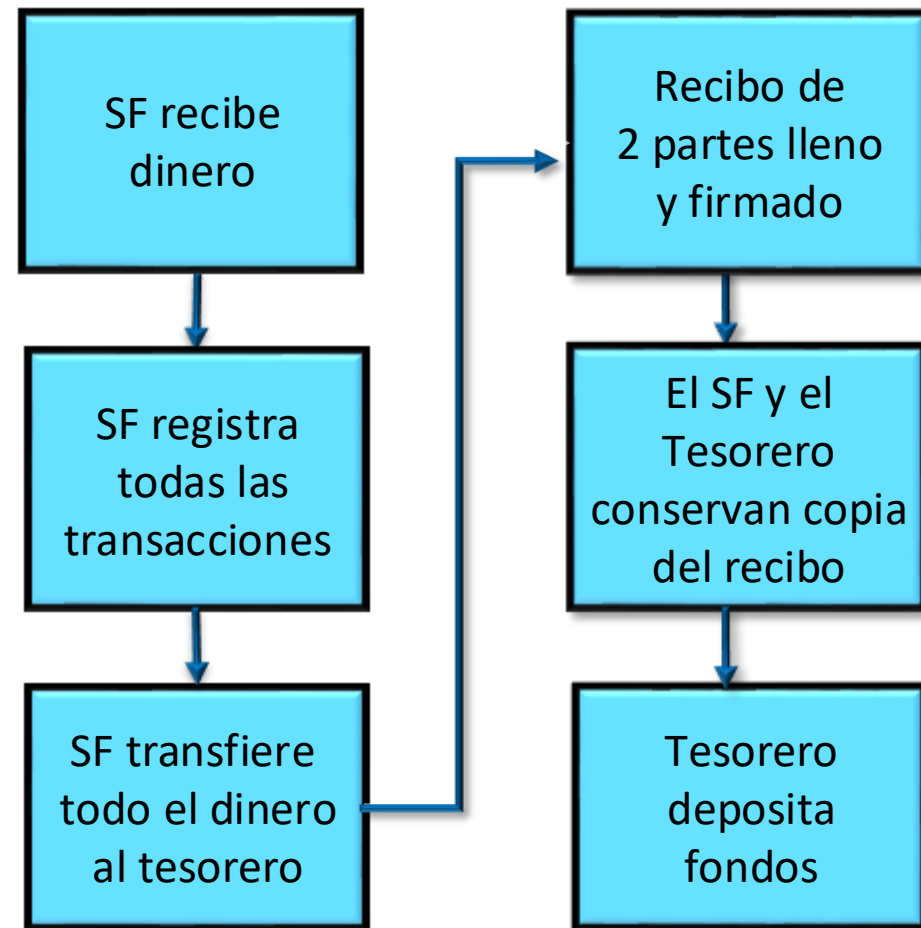 SF recibe
dinero
SF registra
todas las
transacciones
SF transfiere
todo el dinero
al tesorero
Recibo de
2 partes lleno
y firmado
El SF y el
Tesorero
conservan copia
del recibo
Tesorero
deposita
fondos